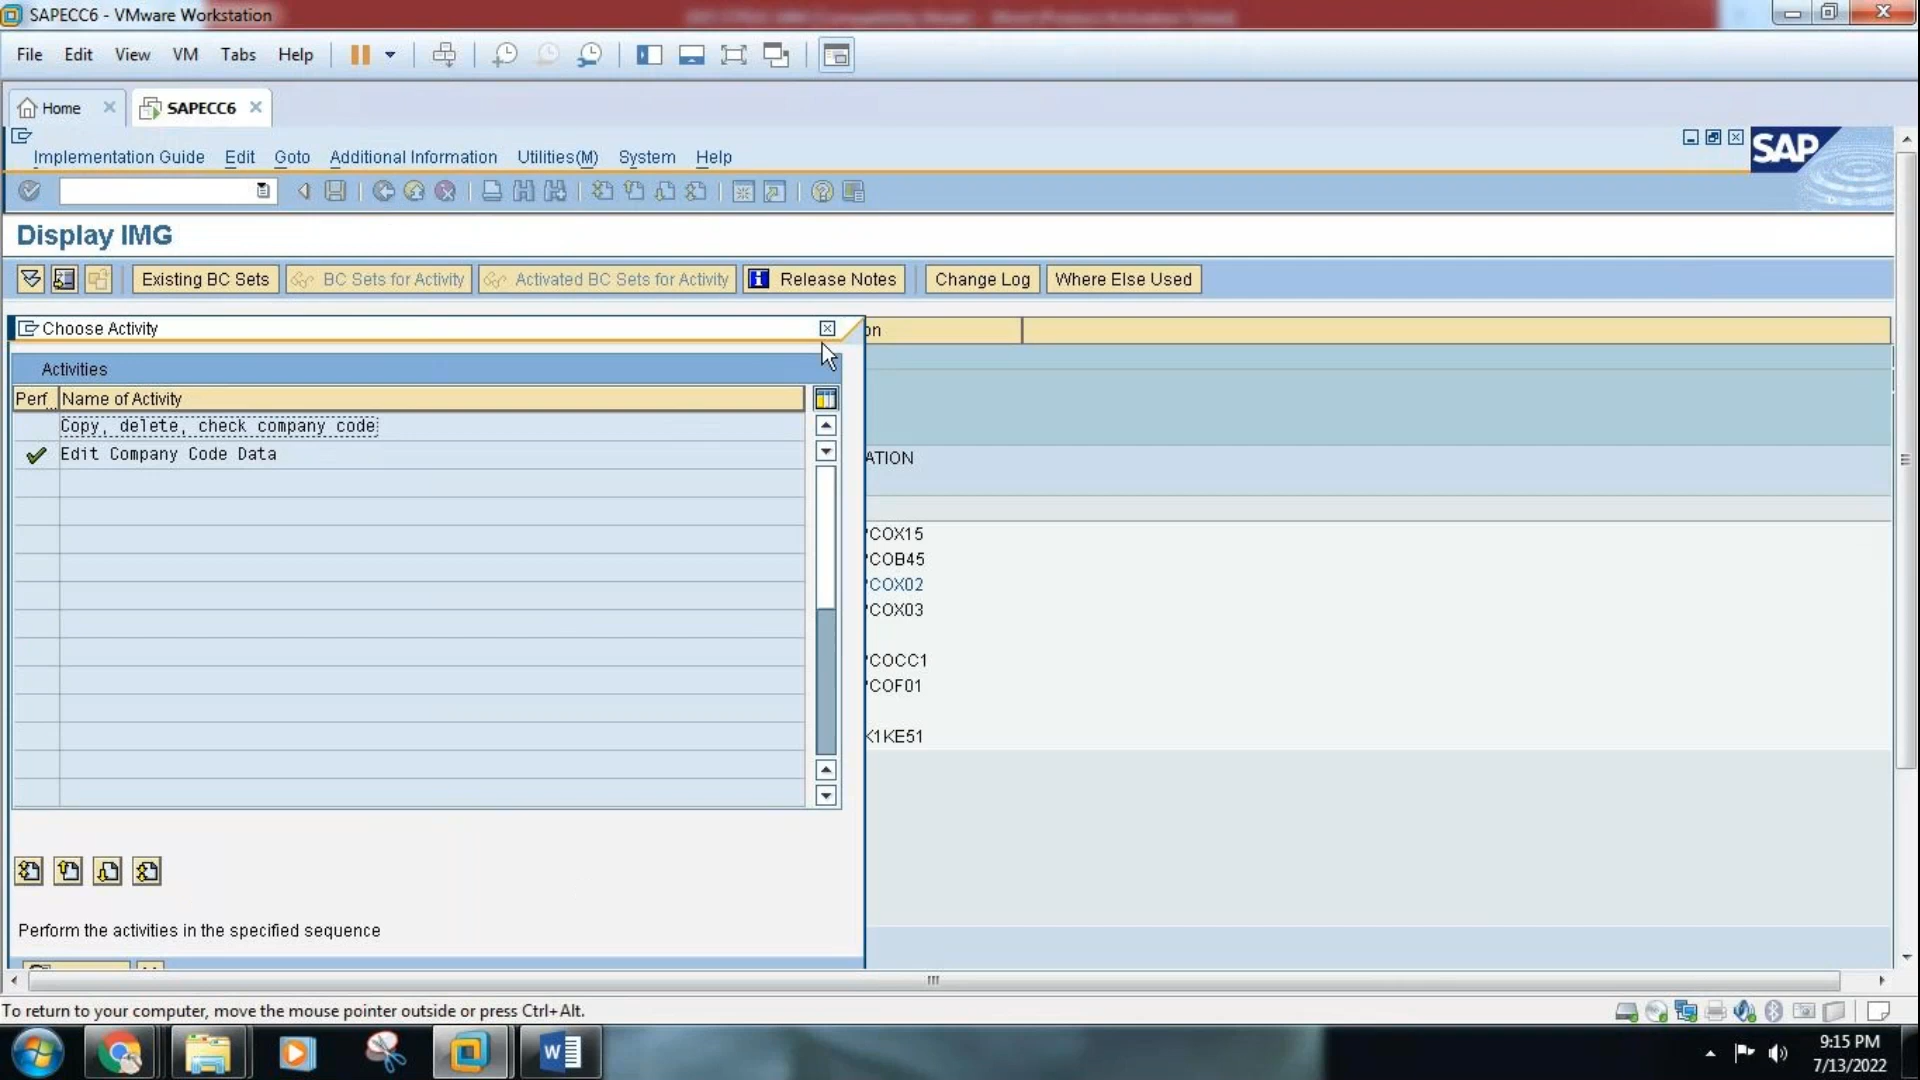 SAPECC6 - VMware Workstation
File Edit View VM Tabs Help
Home SAPECC6
Implementation Guide Edit Goto Additional Information Utilities(M) System Help
SAP
Display IMG
Existing BC Sets BC Sets for Activity Activated BC Sets for Activity Release Notes Change Log Where Else Used
Choose Activity
on
Activities
Perf... Name of Activity
Copy, delete, check company code
Edit Company Code Data
ATION
COX15
COB45
COX02
COX03
COCC1
COF01
K1KE51
Perform the activities in the specified sequence
To return to your computer, move the mouse pointer outside or press Ctrl+Alt.
9:15 PM
7/13/2022